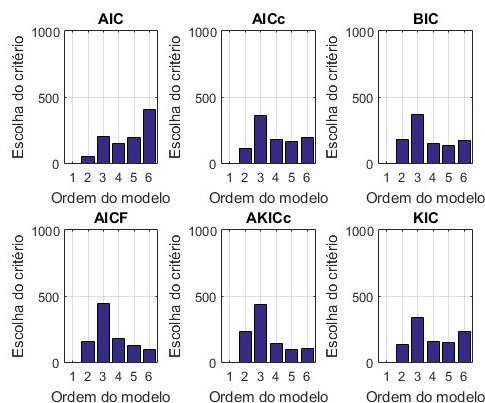 AIC AICc BIC
1000 1000 1000
500 500 500
0 0 0
Escolha do critério Escolha do critério Escolha do critério
1 2 3 4 5 6 1 2 3 4 5 6 1 2 3 4 5 6
Ordem do modelo Ordem do modelo Ordem do modelo
AICF AKICc KIC
1000 1000 1000
500 500 500
0 0 0
Escolha do critério Escolha do critério Escolha do critério
1 2 3 4 5 6 1 2 3 4 5 6 1 2 3 4 5 6
Ordem do modelo Ordem do modelo Ordem do modelo